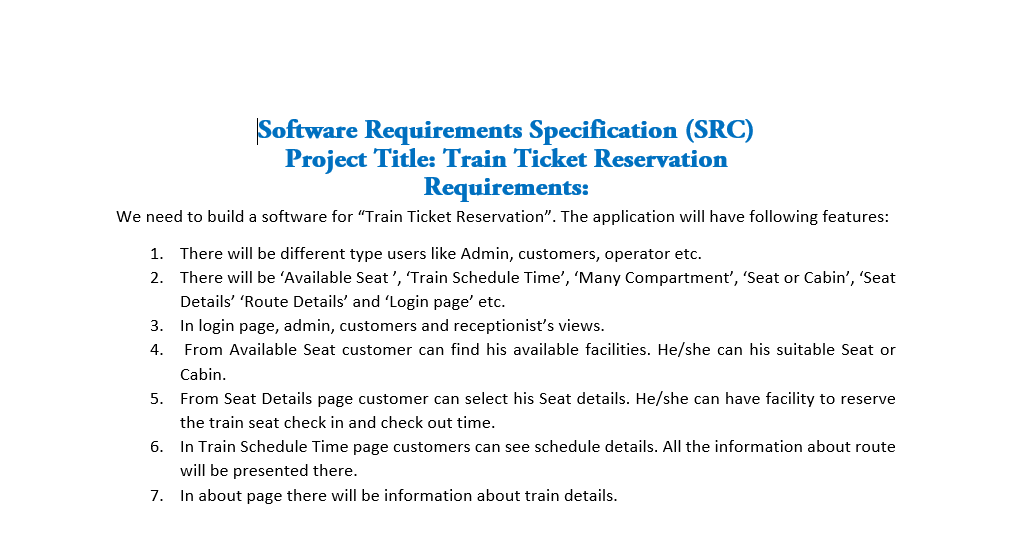 Software Requirements Specification (SRC)
Project Title: Train Ticket Reservation
Requirements:
We need to build a software for “Train Ticket Reservation”. The application will have following features:
1. There will be different type users like Admin, customers, operator etc.
2. There will be ‘Available Seat ’, ‘Train Schedule Time’, ‘Many Compartment’, ‘Seat or Cabin’, ‘Seat
Details’ ‘Route Details’ and ‘Login page’ etc.
3. In login page, admin, customers and receptionist’s views.
4. From Available Seat customer can find his available facilities. He/she can his suitable Seat or
Cabin.
5. From Seat Details page customer can select his Seat details. He/she can have facility to reserve
the train seat check in and check out time.
6. In Train Schedule Time page customers can see schedule details. All the information about route
will be presented there.
7. In about page there will be information about train details.